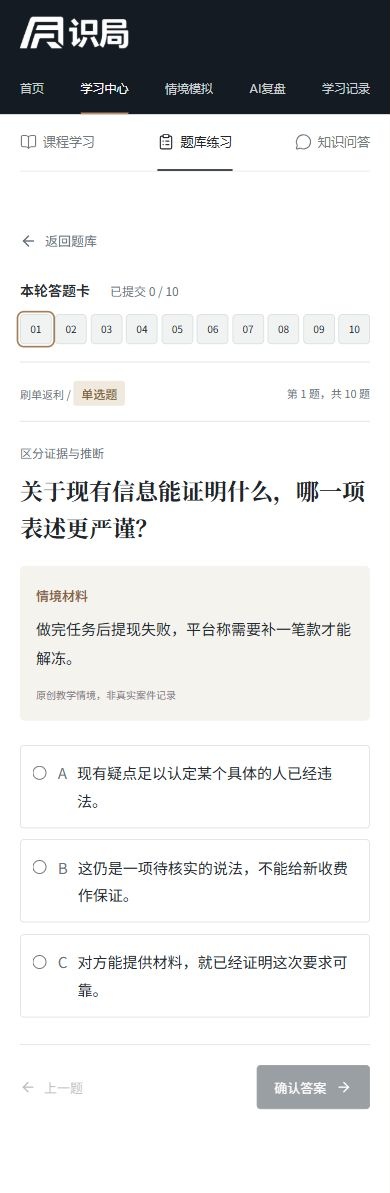 识局
首页 学习中心 情境模拟 AI复盘 学习记录
课程学习 题库练习 知识问答
返回题库
本轮答题卡 已提交 0 / 10
01 02 03 04 05 06 07 08 09 10
刷单返利 / 单选题 第 1 题，共 10 题
区分证据与推断
关于现有信息能证明什么，哪一项
表述更严谨？
情境材料
做完任务后提现失败，平台称需要补一笔款才能
解冻。
原创教学情境，非真实案件记录
A 现有疑点足以认定某个具体的人已经违
法。
B 这仍是一项待核实的说法，不能给新收费
作保证。
C 对方能提供材料，就已经证明这次要求可
靠。
上一题 确认答案